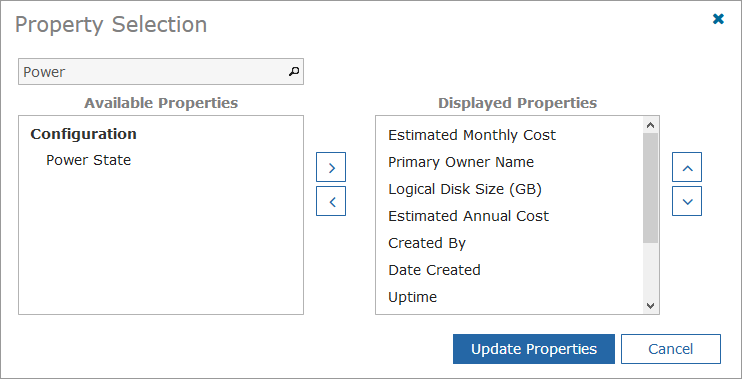 Property Selection
Power
Available Properties
Displayed Properties
Configuration
Power State
Estimated Monthly Cost
Primary Owner Name
Logical Disk Size (GB)
Estimated Annual Cost
Created By
Date Created
Uptime
Update Properties
Cancel